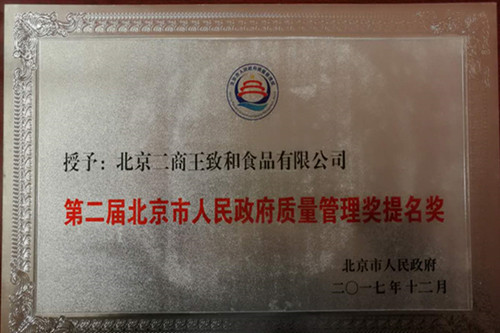 授予：北京二商王致和食品有限公司
第二届北京市人民政府质量管理奖提名奖
北京市人民政府
二〇一七年十二月